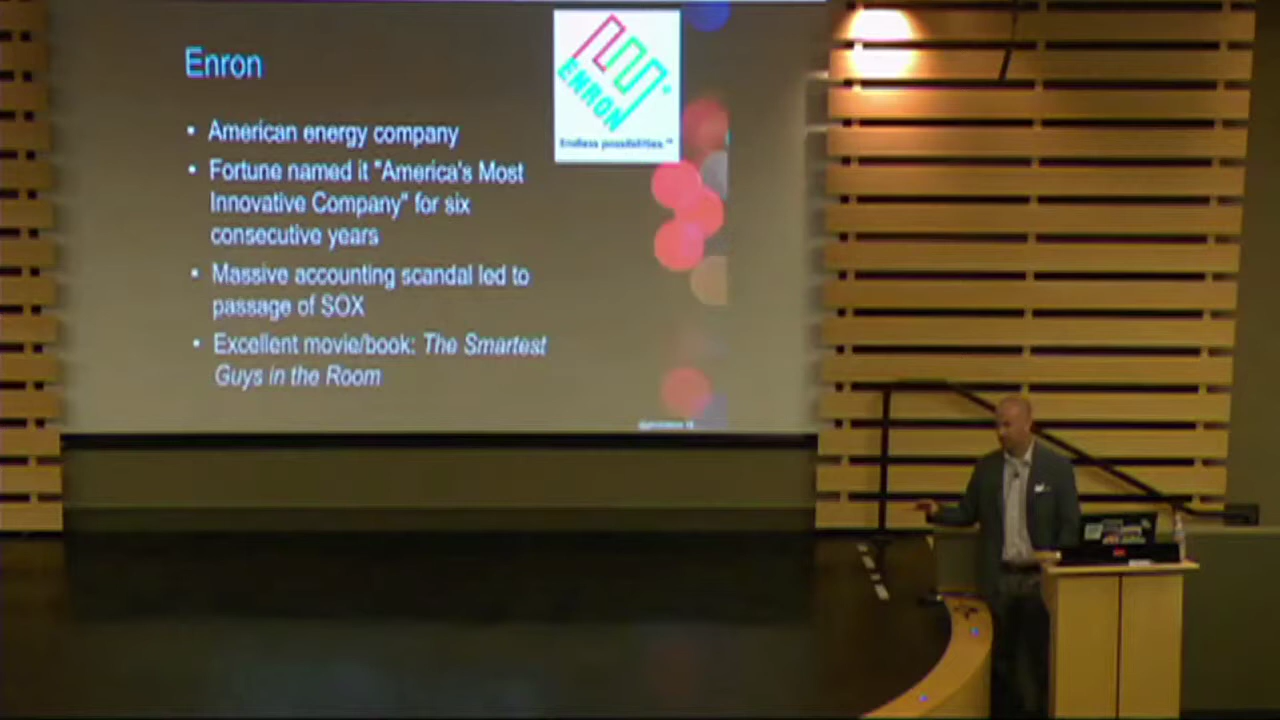 Enron
• American energy company
• Fortune named it "America's Most
Innovative Company" for six
consecutive years
• Massive accounting scandal led to
passage of SOX
• Excellent movie/book: The Smartest
Guys in the Room
ENRON
Endless possibilities™